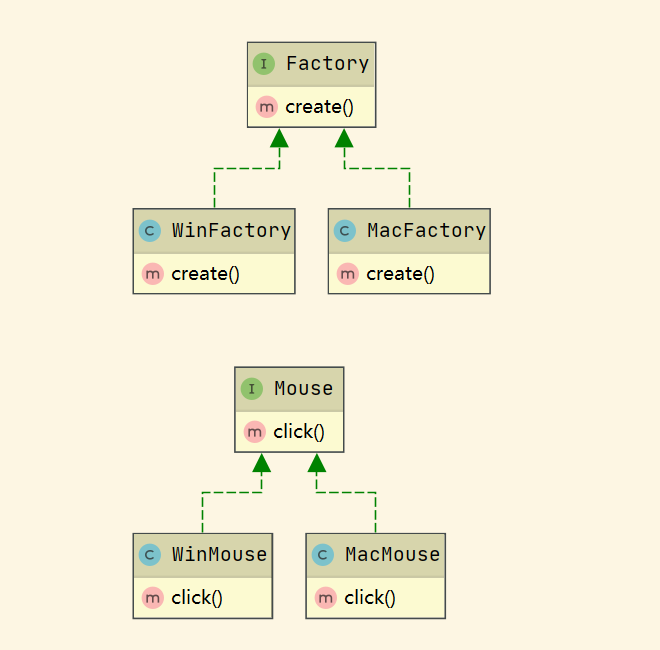 I Factory
m create()
C WinFactory
C MacFactory
m create()
m create()
I Mouse
m click()
C WinMouse
C MacMouse
m click()
m click()